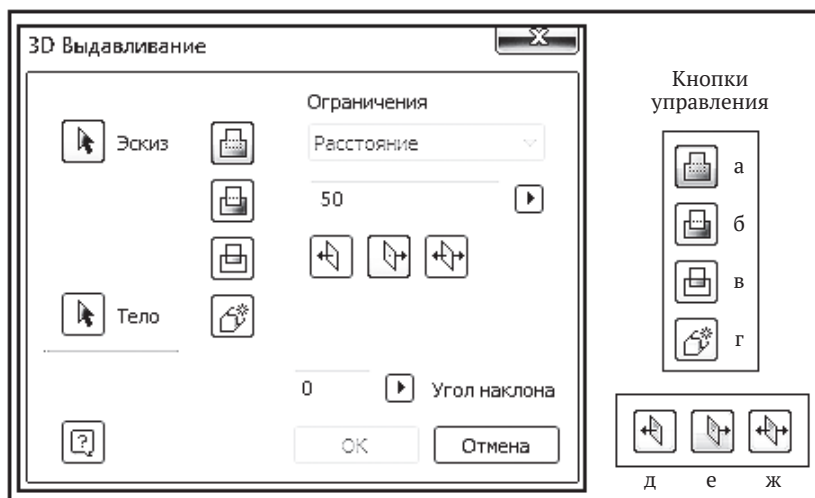 3D Выдавливание
Эскиз
Ограничения
Расстояние
50
Тело
0
Угол наклона
OK
Отмена
Кнопки
управления
а
б
в
г
д е ж